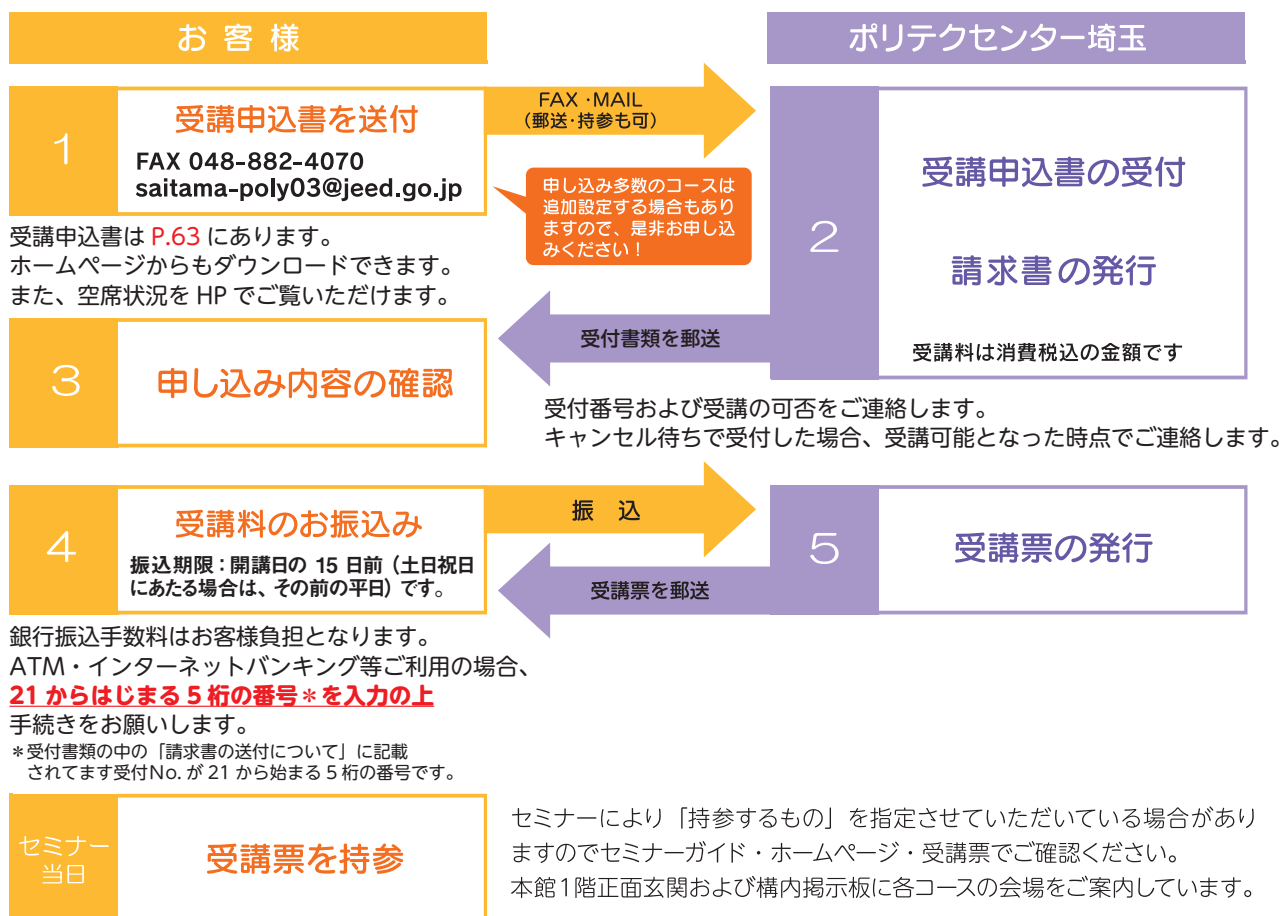 お 客 様
ポリテクセンター埼玉
1
受講申込書を送付
FAX 048-882-4070
saitama-poly03@jeed.go.jp
FAX ・MAIL
（郵送・持参も可）
申し込み多数のコースは
追加設定する場合もあり
ますので、是非お申し込
みください！
受講申込書は P.63 にあります。
ホームページからもダウンロードできます。
また、空席状況を HP でご覧いただけます。
2
受講申込書の受付
請求書の発行
受講料は消費税込の金額です
受付書類を郵送
3
申し込み内容の確認
受付番号および受講の可否をご連絡します。
キャンセル待ちで受付した場合、受講可能となった時点でご連絡します。
4
受講料のお振込み
振込期限：開講日の 15 日前（土日祝日
にあたる場合は、その前の平日）です。
振 込
5
受講票の発行
受講票を郵送
銀行振込手数料はお客様負担となります。
ATM・インターネットバンキング等ご利用の場合、
21 からはじまる 5 桁の番号＊を入力の上
手続きをお願いします。
＊受付書類の中の「請求書の送付について」に記載
されてます受付No. が 21 から始まる 5 桁の番号です。
セミナー
当日
受講票を持参
セミナーにより「持参するもの」を指定させていただいている場合があり
ますのでセミナーガイド・ホームページ・受講票でご確認ください。
本館1階正面玄関および構内掲示板に各コースの会場をご案内しています。